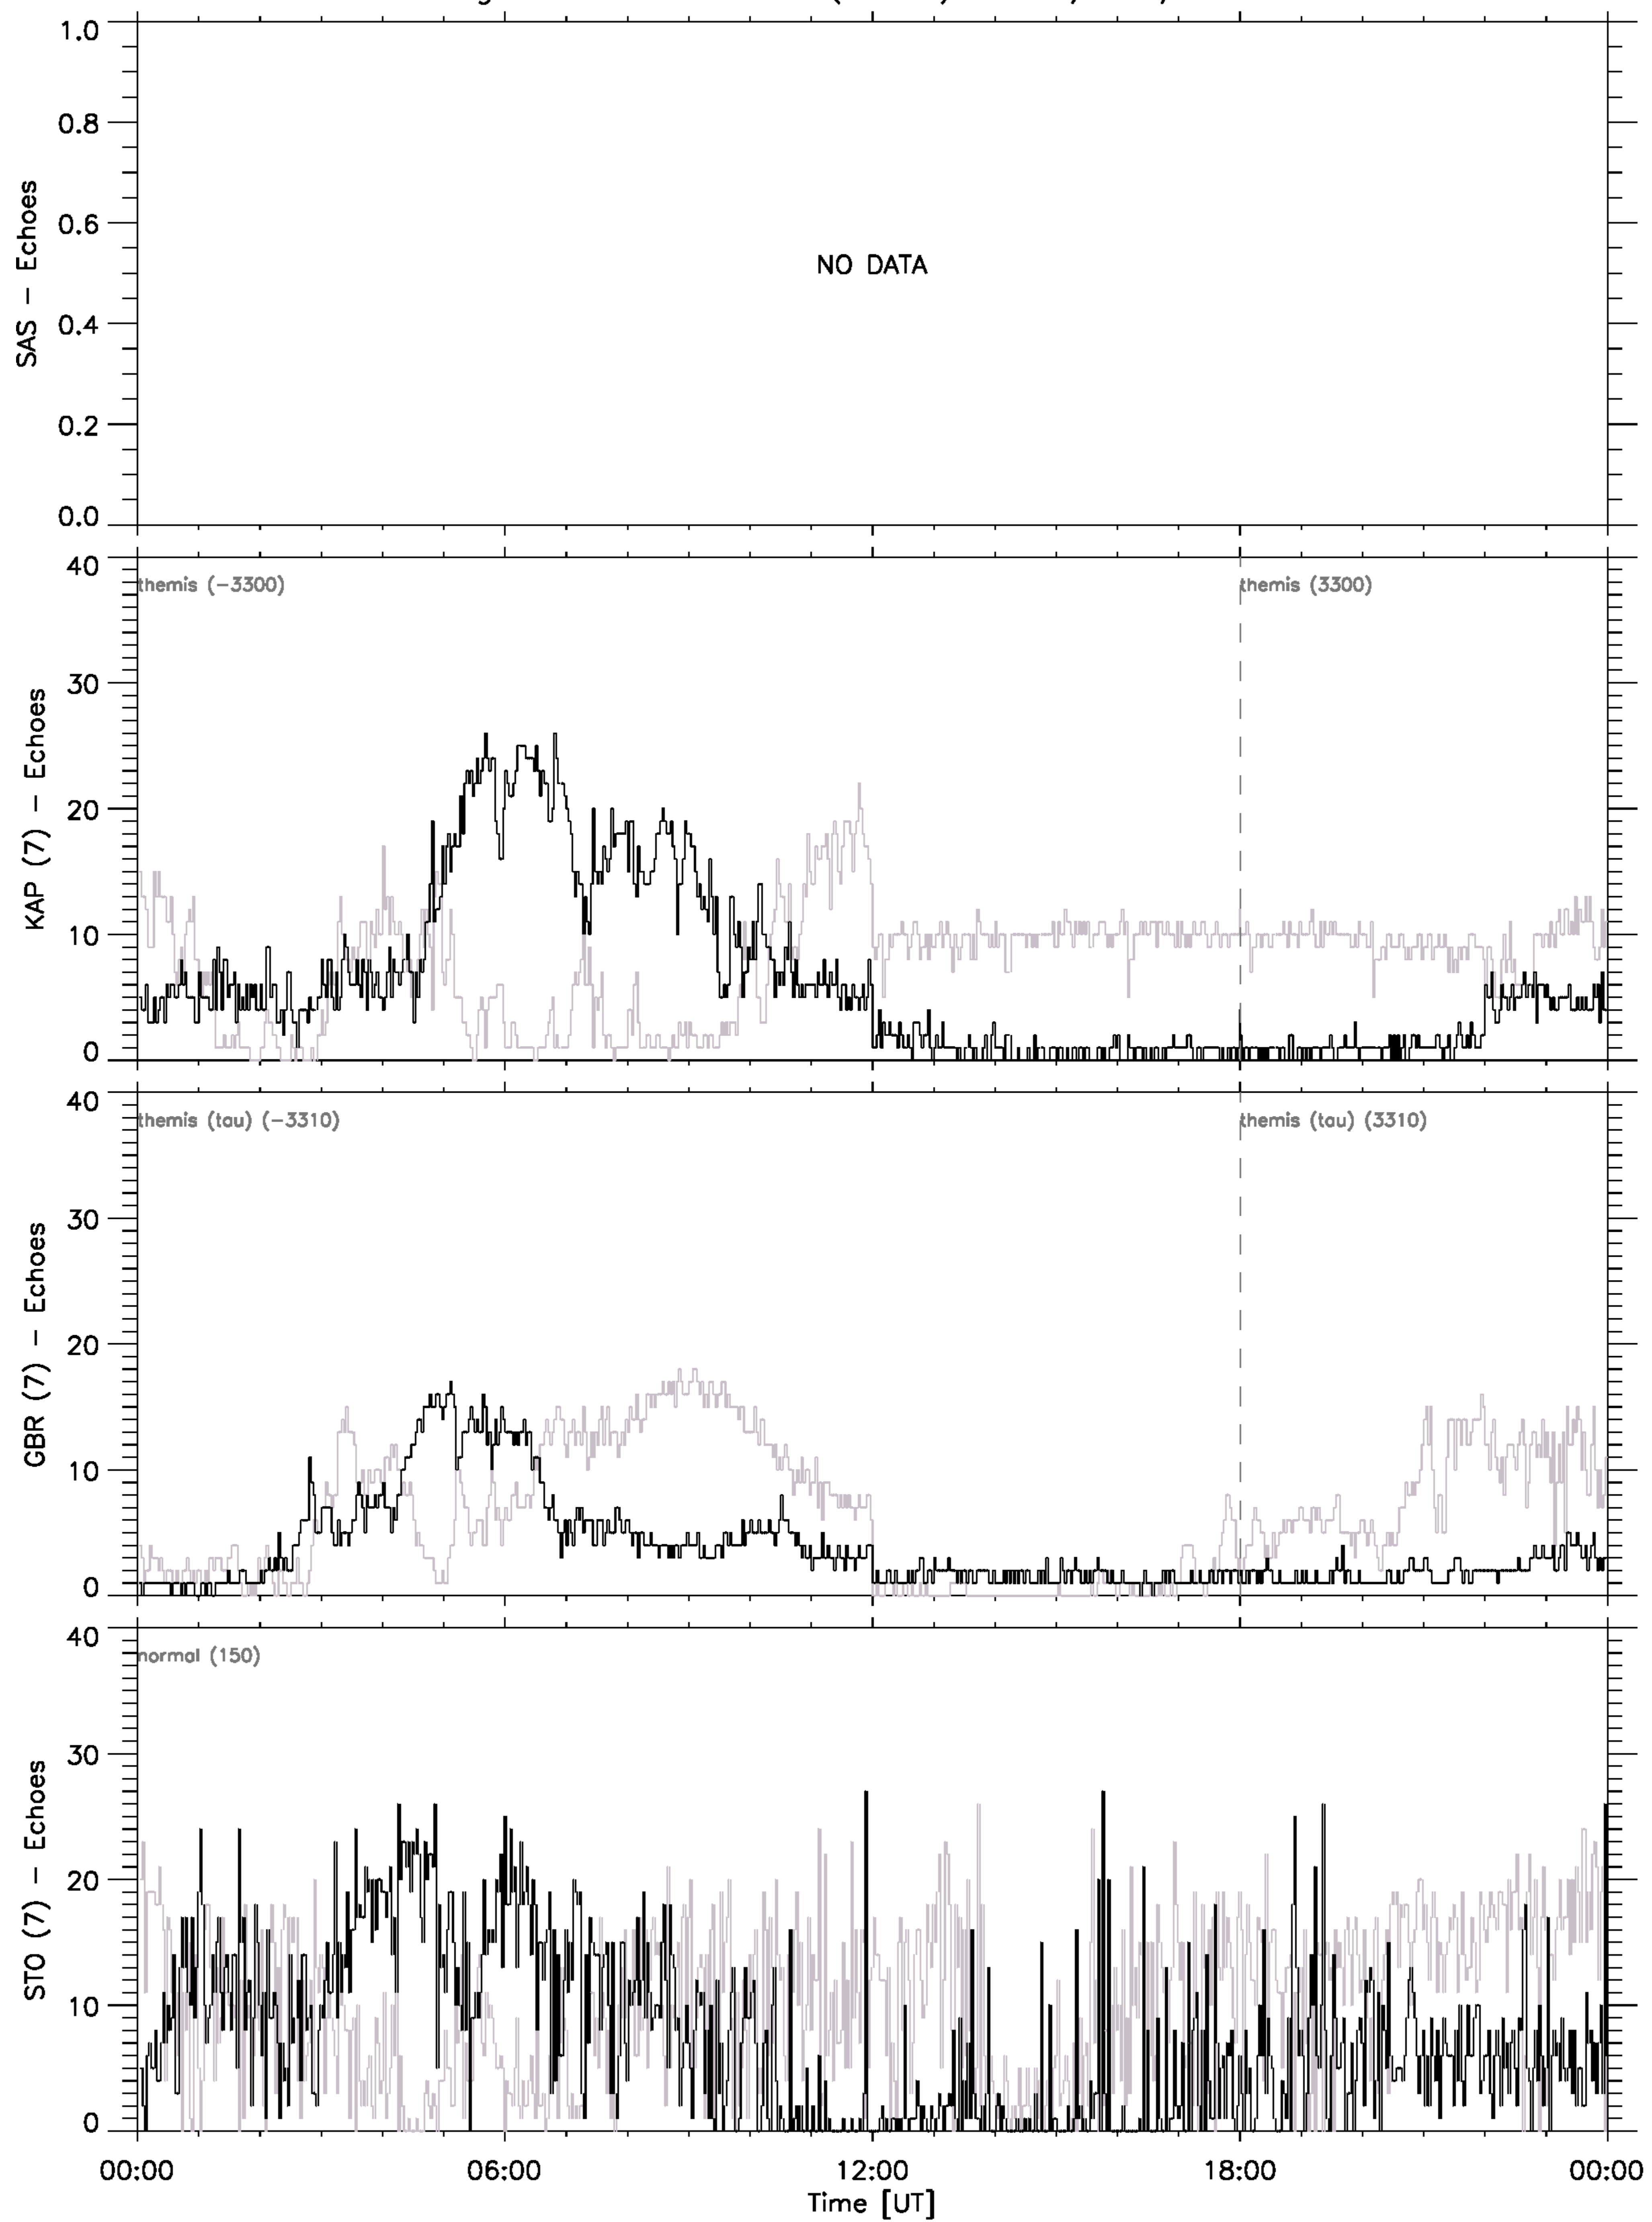 1.0
0.8
0.6
0.4
0.2
0.0
SAS - Echoes
NO DATA
40
30
20
10
0
KAP (7) - Echoes
themis (-3300)
themis (3300)
40
30
20
10
0
GBR (7) - Echoes
themis (tau) (-3310)
themis (tau) (3310)
40
30
20
10
0
STO (7) - Echoes
normal (150)
00:00 06:00 12:00 18:00 00:00
Time [UT]